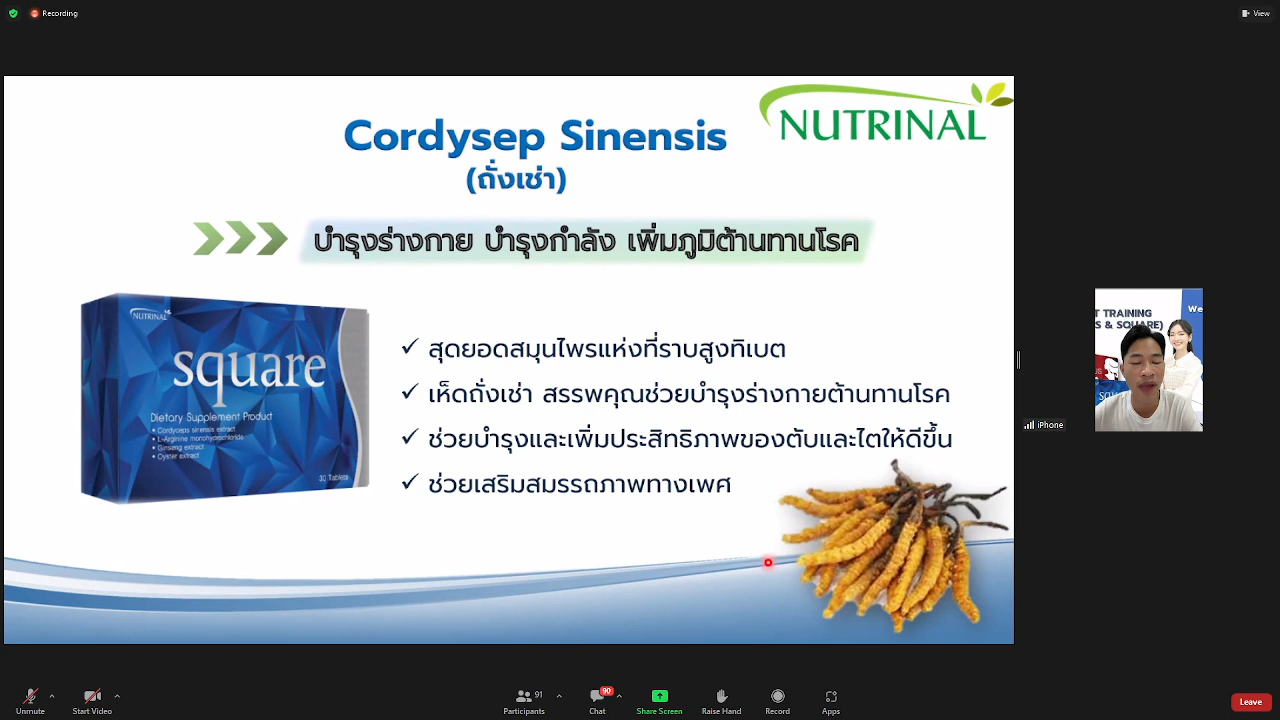 Recording
View
NUTRINAL
Cordysep Sinensis
(ถั่งเช่า)
บำรุงร่างกาย บำรุงกำลัง เพิ่มภูมิต้านทานโรค
NUTRINAL
square
Dietary Supplement Product
• Cordyceps sinensis extract
• L-Arginine monohydrochloride
• Ginseng extract
• Oyster extract
30 Tablets
✓ สุดยอดสมุนไพรแห่งที่ราบสูงทิเบต
✓ เห็ดถั่งเช่า สรรพคุณช่วยบำรุงร่างกายต้านทานโรค
✓ ช่วยบำรุงและเพิ่มประสิทธิภาพของตับและไตให้ดีขึ้น
✓ ช่วยเสริมสมรรถภาพทางเพศ
T TRAINING
S & SQUARE)
We
iPhone
Unmute
Start Video
91
Participants
90
Chat
Share Screen
Raise Hand
Record
Apps
Leave